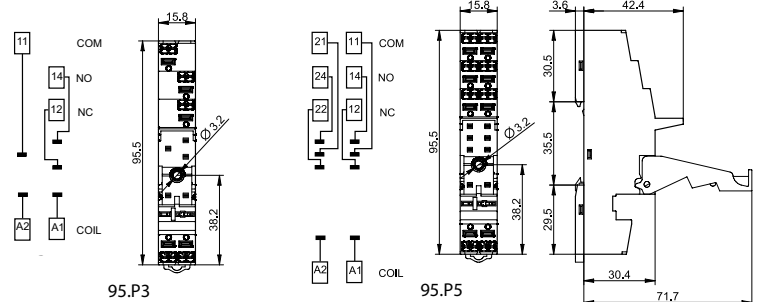 15.8
11 COM
14 NO
12 NC
A2 A1 COIL
95.5
Ø 3.2
38.2
95.P3
15.8
21 11 COM
24 14 NO
22 12 NC
A2 A1 COIL
95.5
Ø 3.2
38.2
95.P5
3.6 42.4
30.5
35.5
29.5
30.4
71.7